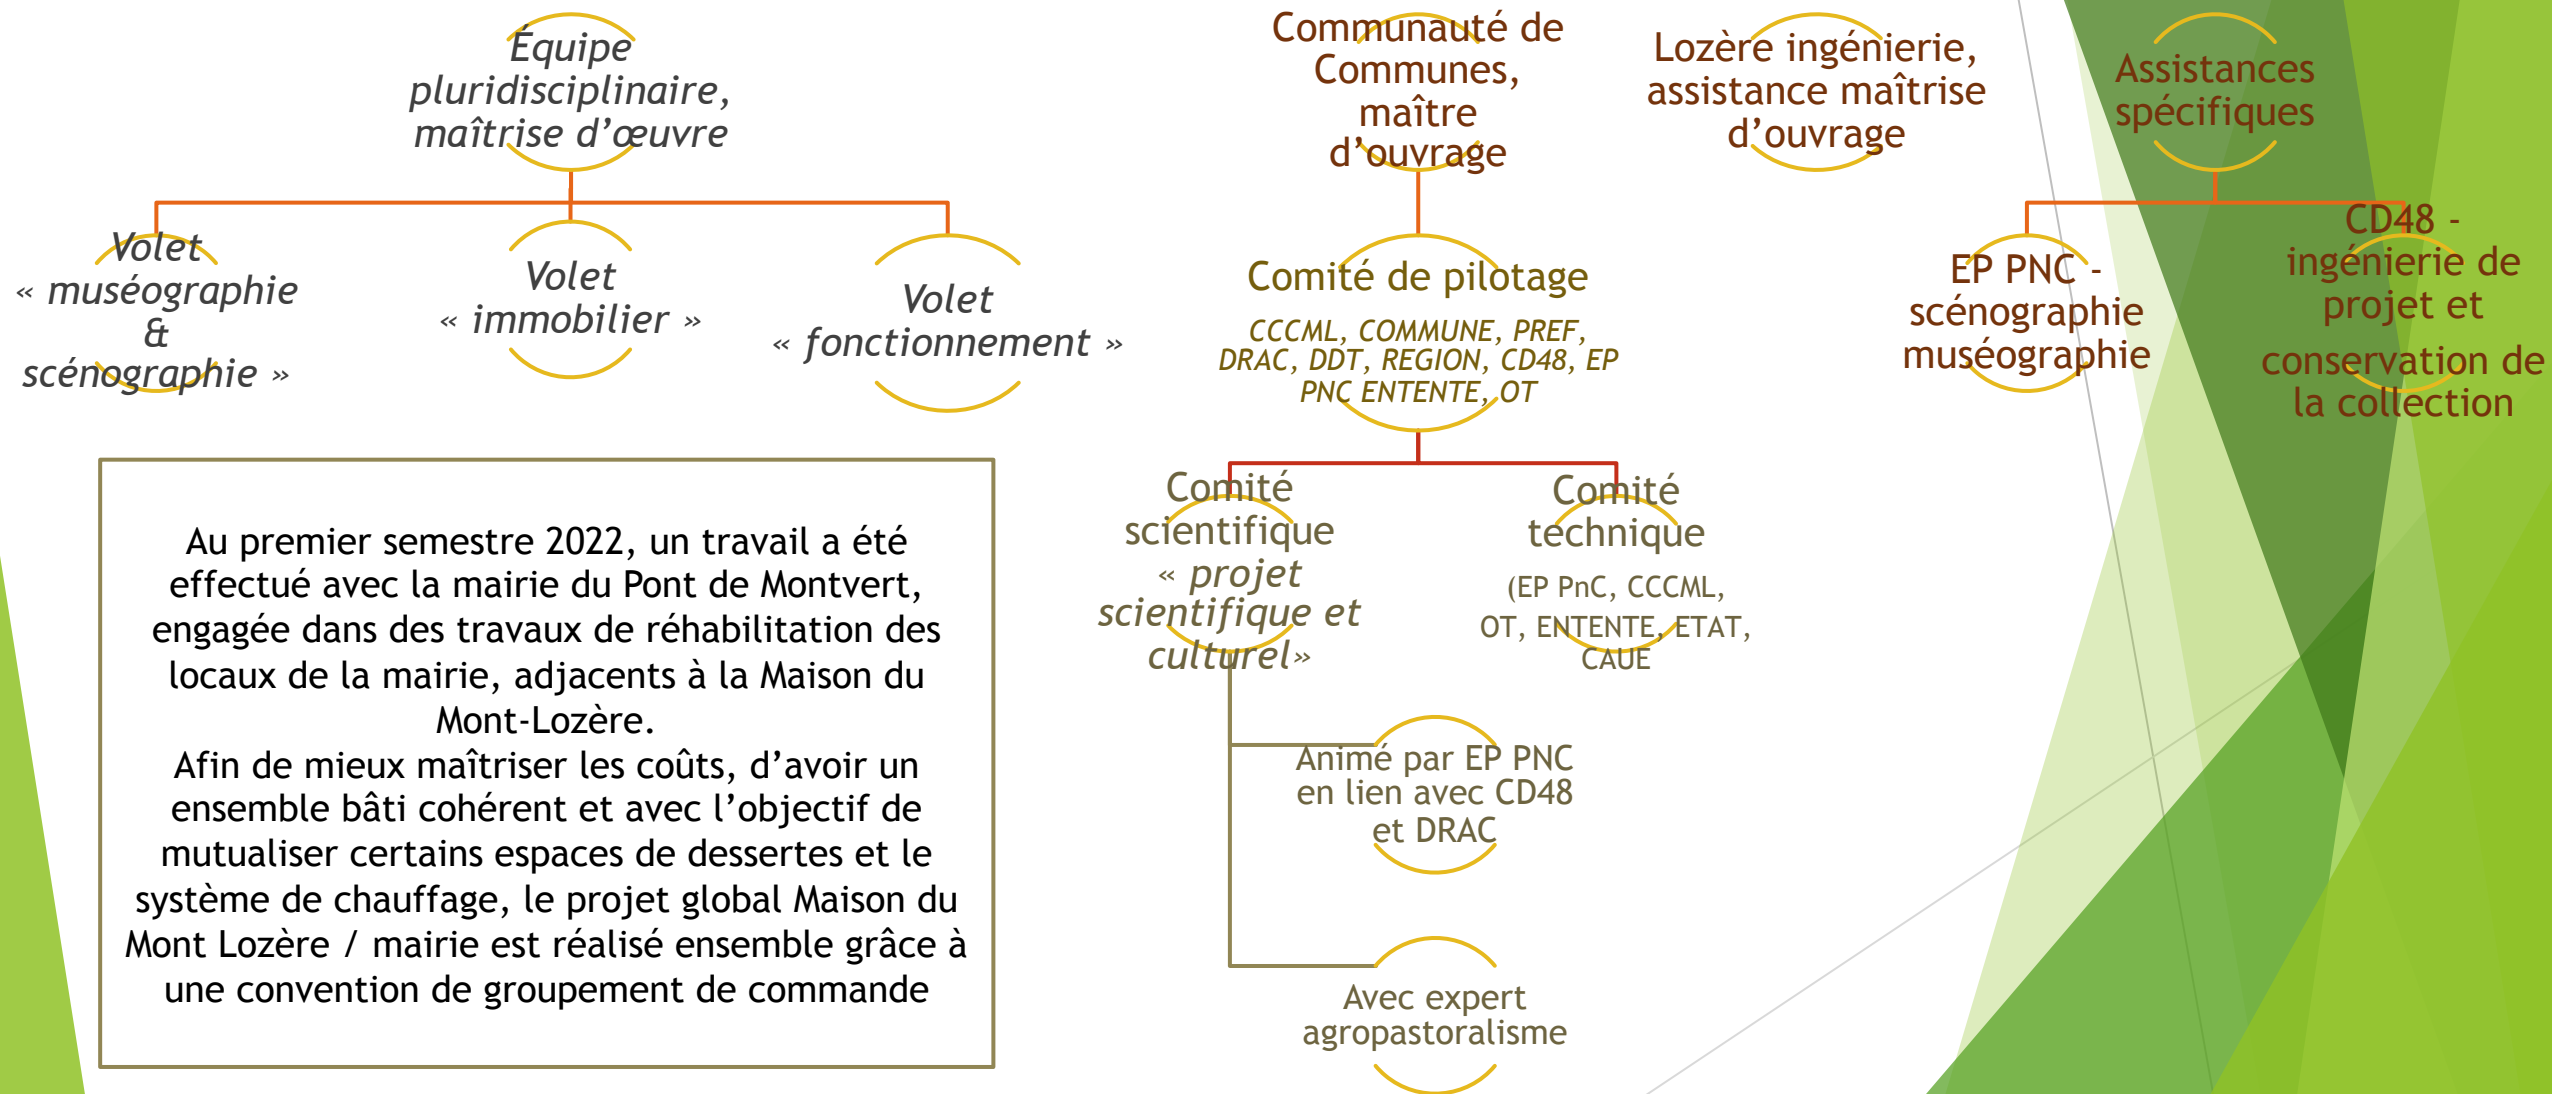 Équipe
pluridisciplinaire,
maîtrise d’œuvre
Volet
« muséographie
&
scénographie »
Volet
« immobilier »
Volet
« fonctionnement »
Communauté de
Communes,
maître
d’ouvrage
Comité de pilotage
CCCML, COMMUNE, PREF,
DRAC, DDT, REGION, CD48, EP
PNC ENTENTE, OT
Comité
scientifique
« projet
scientifique et
culturel»
Animé par EP PNC
en lien avec CD48
et DRAC
Avec expert
agropastoralisme
Comité
technique
(EP PnC, CCCML,
OT, ENTENTE, ETAT,
CAUE
Lozère ingénierie,
assistance maîtrise
d’ouvrage
Assistances
spécifiques
EP PNC -
scénographie
muséographie
CD48 -
ingénierie de
projet et
conservation de
la collection
Au premier semestre 2022, un travail a été
effectué avec la mairie du Pont de Montvert,
engagée dans des travaux de réhabilitation des
locaux de la mairie, adjacents à la Maison du
Mont-Lozère.
Afin de mieux maîtriser les coûts, d’avoir un
ensemble bâti cohérent et avec l’objectif de
mutualiser certains espaces de dessertes et le
système de chauffage, le projet global Maison du
Mont Lozère / mairie est réalisé ensemble grâce à
une convention de groupement de commande